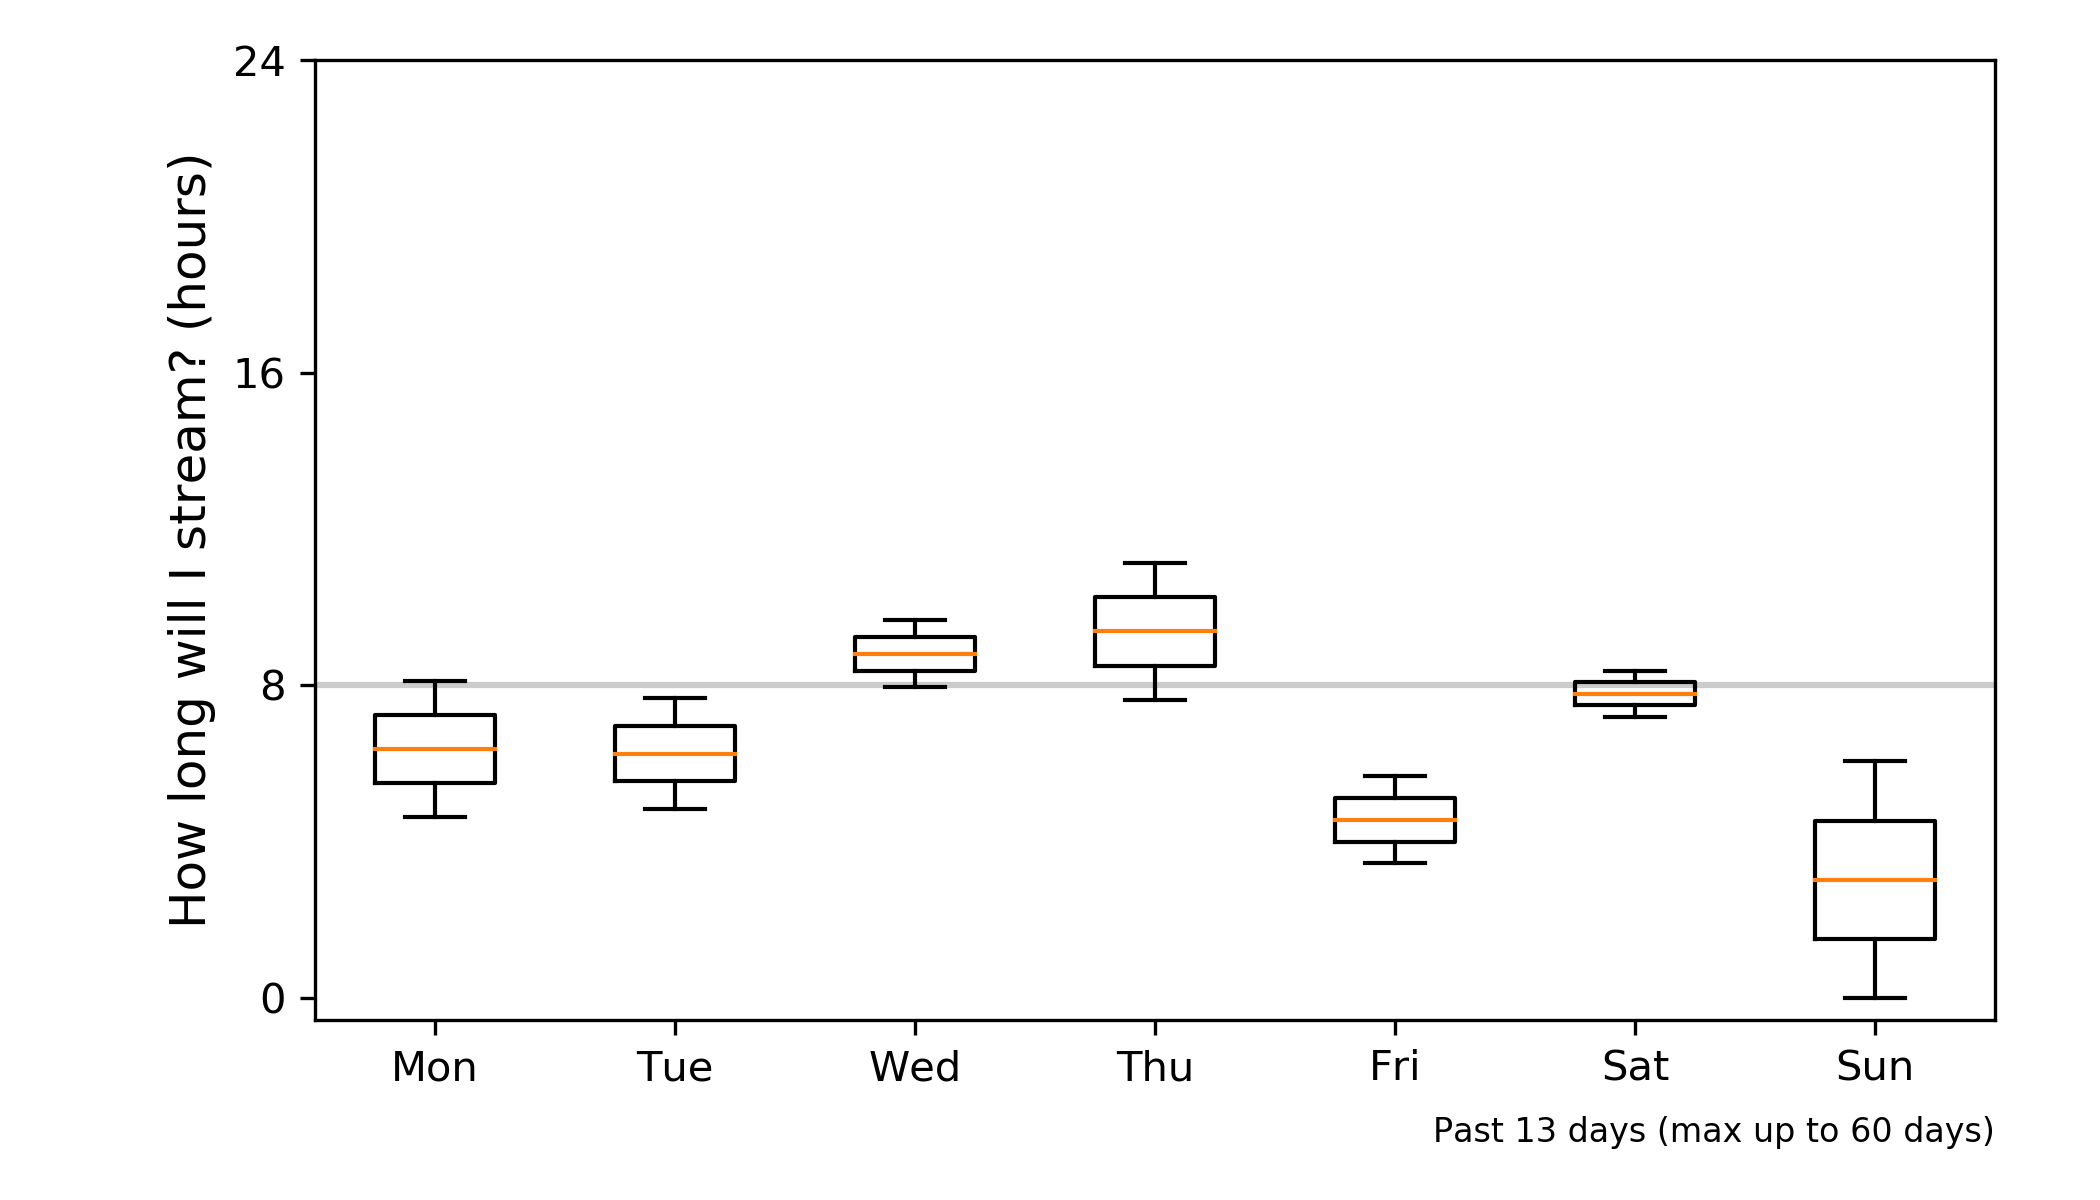 How long will I stream? (hours)
24
16
8
0
Mon Tue Wed Thu Fri Sat Sun
Past 13 days (max up to 60 days)